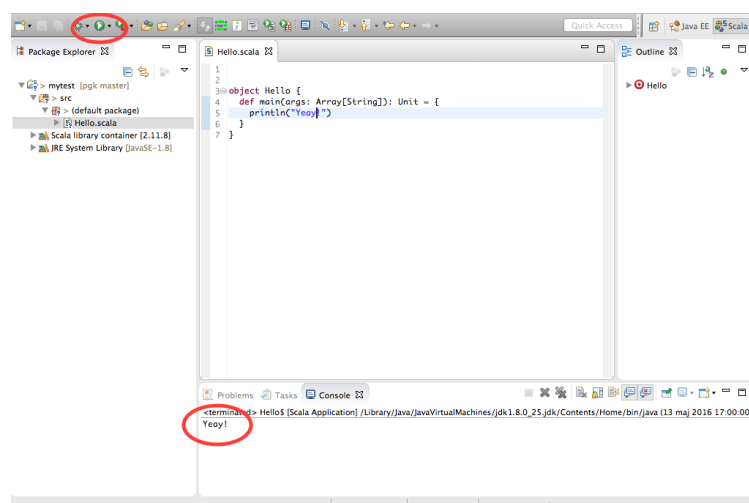 Quick Access
Java EE
Scala
Package Explorer
Hello.scala
Outline
> mytest [pgk master]
> src
> (default package)
> Hello.scala
Scala library container [2.11.8]
JRE System Library [JavaSE-1.8]
1
2
3 object Hello {
4 def main(args: Array[String]): Unit = {
5 println("Yeay!")
6 }
7 }
Hello
Problems
Tasks
Console
<terminated> Hello$ [Scala Application] /Library/Java/JavaVirtualMachines/jdk1.8.0_25.jdk/Contents/Home/bin/java (13 maj 2016 17:00:00
Yeay!